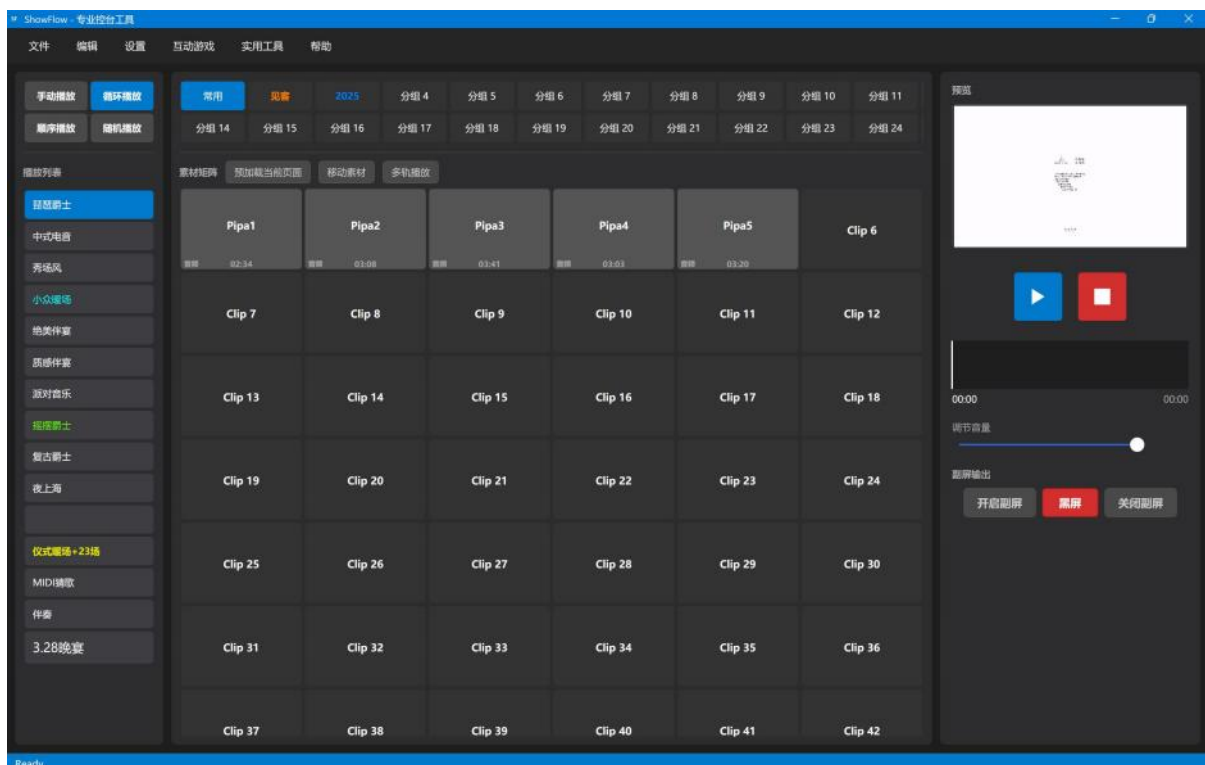 ShowFlow - 专业控台工具
文件 编辑 设置 互动游戏 实用工具 帮助
手动播放 循环播放
顺序播放 随机播放
播放列表
琵琶爵士
中式电音
秀场风
小众暖场
绝美伴宴
质感伴宴
派对音乐
摇摆爵士
复古爵士
夜上海
仪式暖场+23场
MIDI猜歌
伴奏
3.28晚宴
常用 见客 2025 分组 4 分组 5 分组 6 分组 7 分组 8 分组 9 分组 10 分组 11
分组 14 分组 15 分组 16 分组 17 分组 18 分组 19 分组 20 分组 21 分组 22 分组 23 分组 24
素材矩阵 预加载当前页面 移动素材 多轨播放
Pipa1 Pipa2 Pipa3 Pipa4 Pipa5 Clip 6
音频 02:34 音频 03:08 音频 03:41 音频 03:03 音频 03:20
Clip 7 Clip 8 Clip 9 Clip 10 Clip 11 Clip 12
Clip 13 Clip 14 Clip 15 Clip 16 Clip 17 Clip 18
Clip 19 Clip 20 Clip 21 Clip 22 Clip 23 Clip 24
Clip 25 Clip 26 Clip 27 Clip 28 Clip 29 Clip 30
Clip 31 Clip 32 Clip 33 Clip 34 Clip 35 Clip 36
Clip 37 Clip 38 Clip 39 Clip 40 Clip 41 Clip 42
预览
00:00 00:00
调节音量
副屏输出
开启副屏 黑屏 关闭副屏
Ready